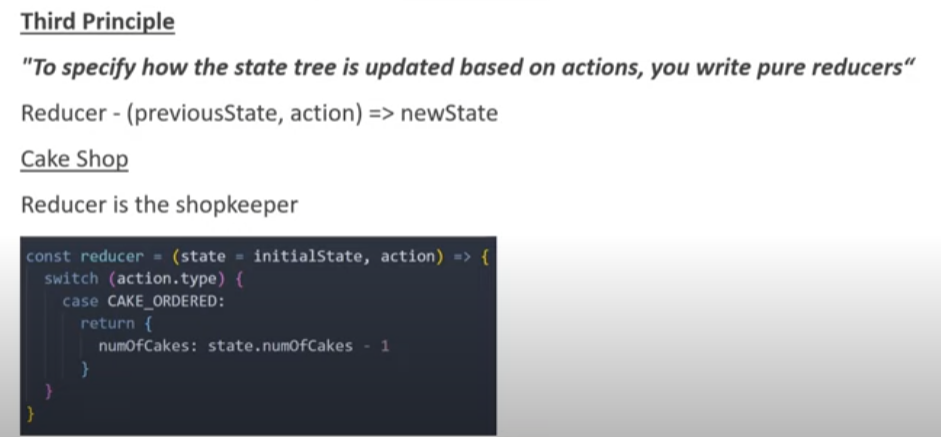 Third Principle
"To specify how the state tree is updated based on actions, you write pure reducers“
Reducer - (previousState, action) => newState
Cake Shop
Reducer is the shopkeeper
const reducer = (state = initialState, action) => {
  switch (action.type) {
    case CAKE_ORDERED:
      return {
        numOfCakes: state.numOfCakes - 1
      }
  }
}